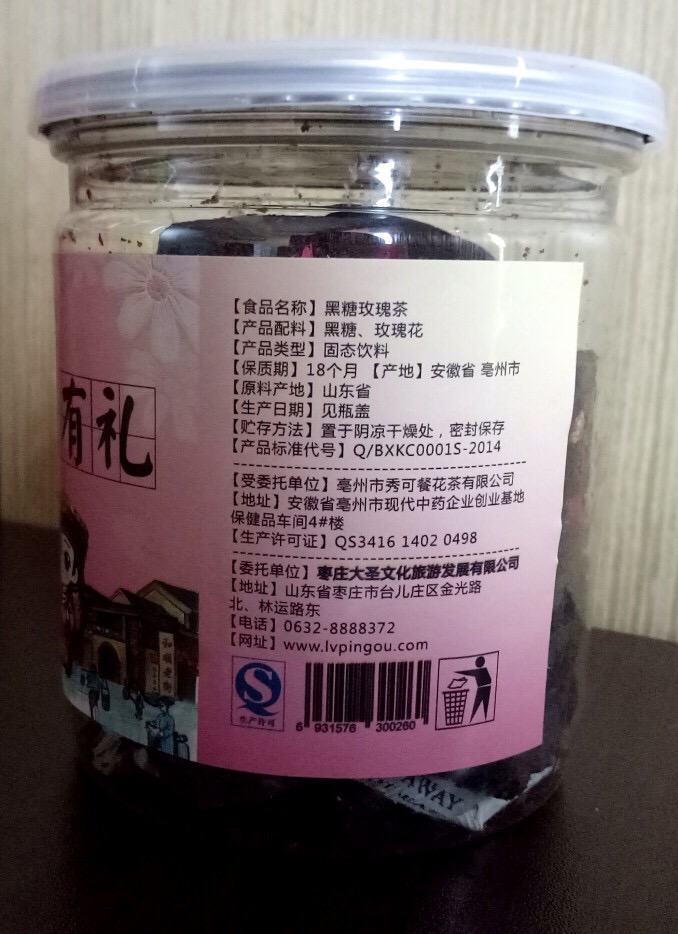 【食品名称】黑糖玫瑰茶
【产品配料】黑糖、玫瑰花
【产品类型】固态饮料
【保质期】18个月 【产地】安徽省 亳州市
【原料产地】山东省
【生产日期】见瓶盖
【贮存方法】置于阴凉干燥处，密封保存
【产品标准代号】Q/BXKC0001S-2014
【受委托单位】亳州市秀可餐花茶有限公司
【地址】安徽省亳州市现代中药企业创业基地
保健品车间4#楼
【生产许可证】QS3416 1402 0498
【委托单位】枣庄大圣文化旅游发展有限公司
【地址】山东省枣庄市台儿庄区金光路
北、林运路东
【电话】0632-8888372
【网址】www.lvpingou.com
生产许可
6 931576 300260
有礼
AWAY